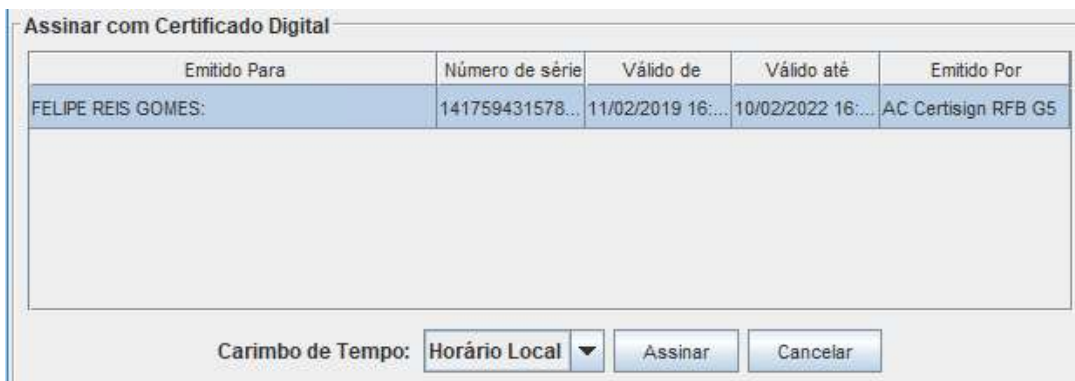 Assinar com Certificado Digital
Emitido Para Número de série Válido de Válido até Emitido Por
FELIPE REIS GOMES: 141759431578... 11/02/2019 16:... 10/02/2022 16:... AC Certisign RFB G5
Carimbo de Tempo: Horário Local Assinar Cancelar